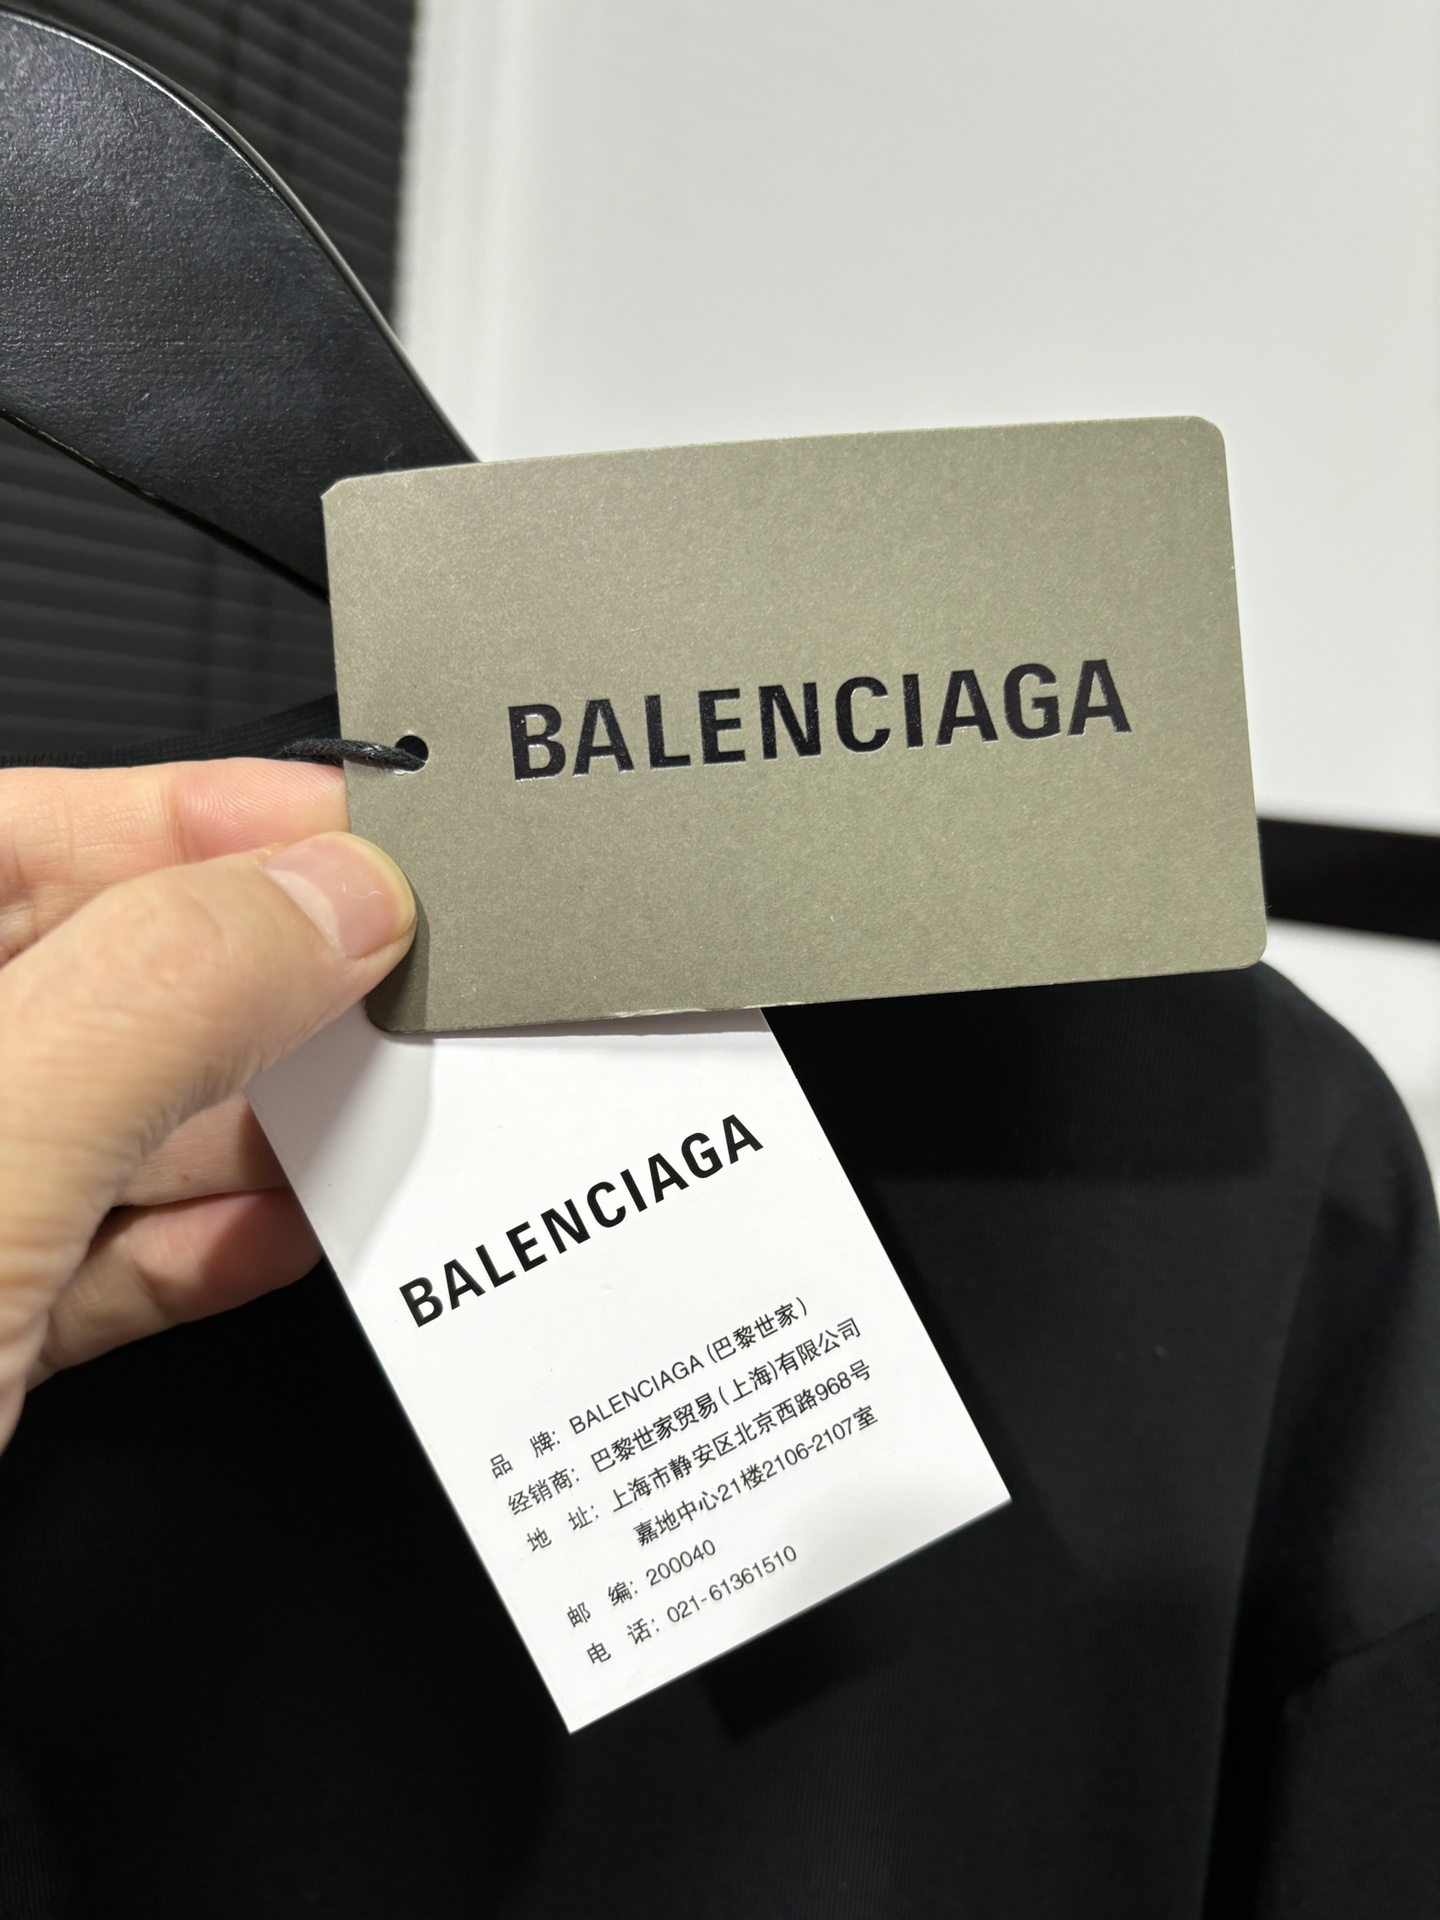 BALENCIAGA
BALENCIAGA
品 牌: BALENCIAGA (巴黎世家)
经销商: 巴黎世家贸易(上海)有限公司
地 址: 上海市静安区北京西路968号
嘉地中心21楼2106-2107室
邮 编: 200040
电 话: 021-61361510